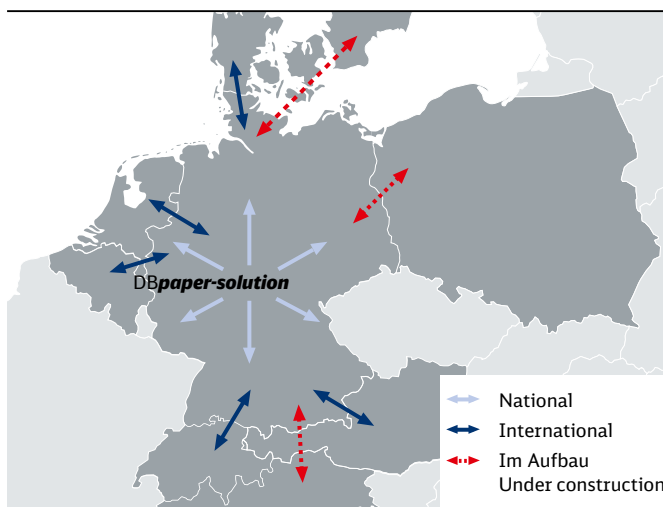 DBpaper-solution
National
International
Im Aufbau
Under construction